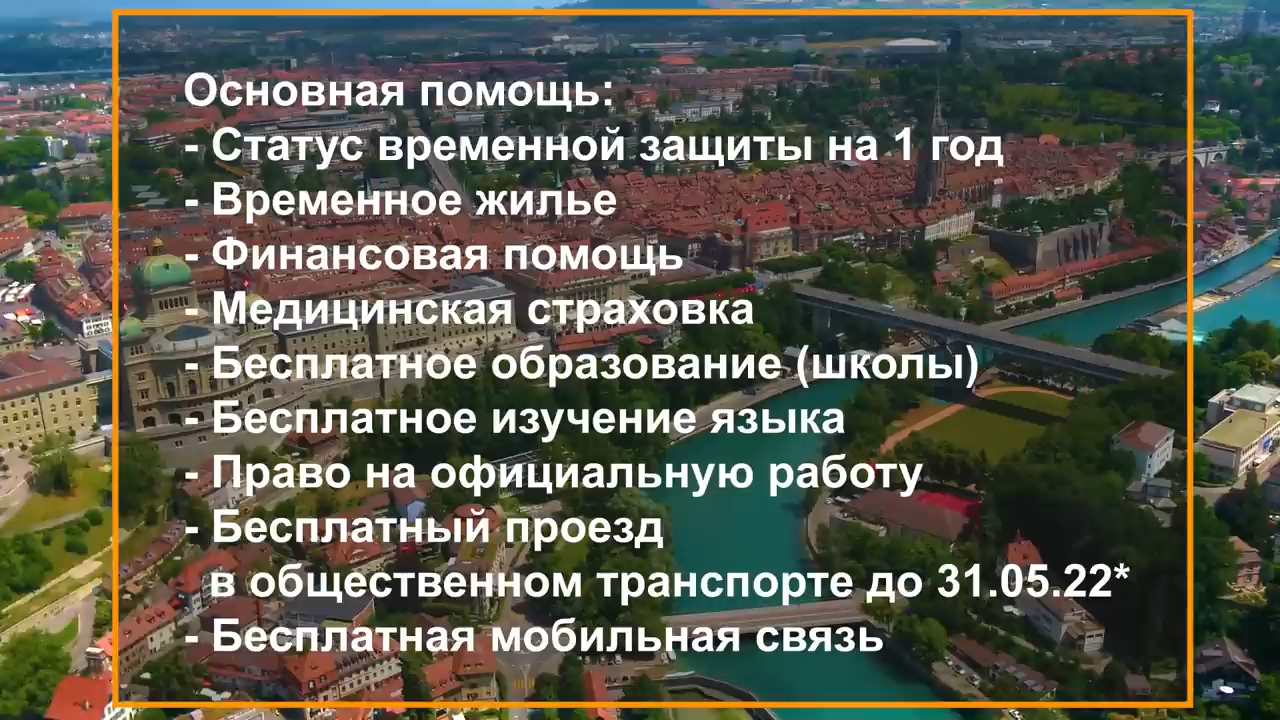 Основная помощь:
- Статус временной защиты на 1 год
- Временное жилье
- Финансовая помощь
- Медицинская страховка
- Бесплатное образование (школы)
- Бесплатное изучение языка
- Право на официальную работу
- Бесплатный проезд
в общественном транспорте до 31.05.22*
- Бесплатная мобильная связь